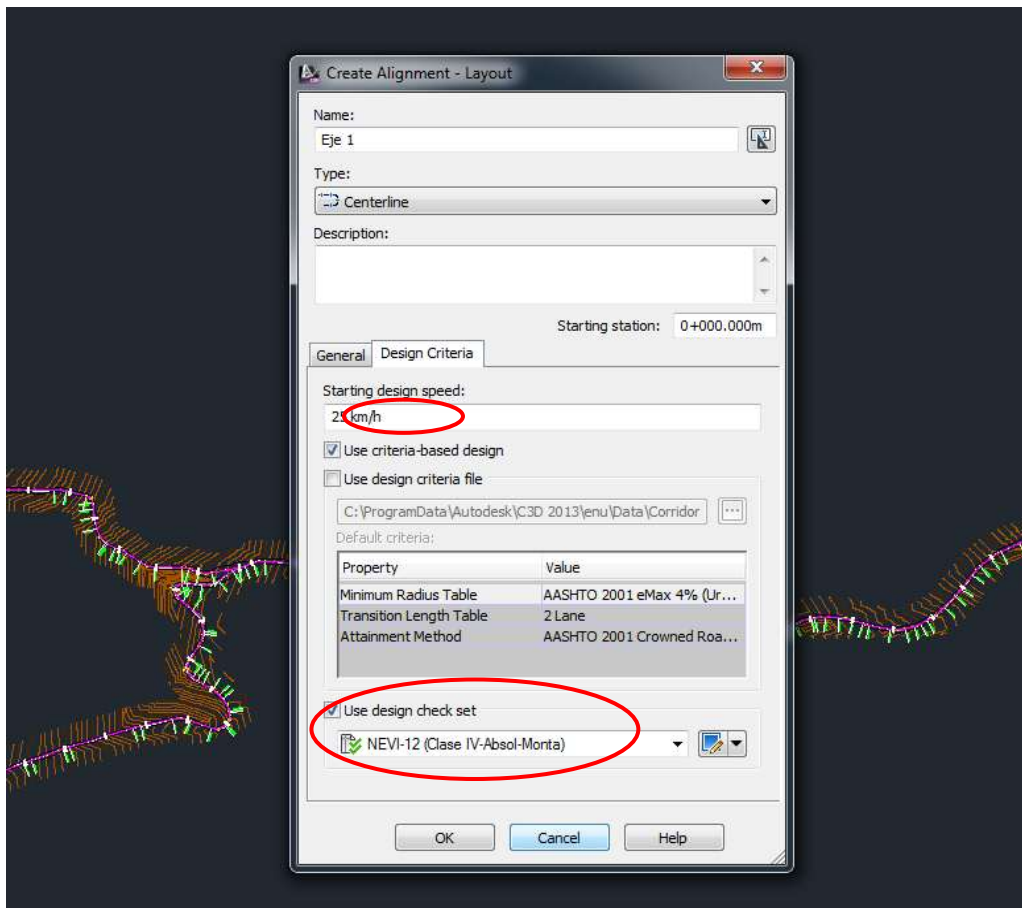 Create Alignment - Layout
Name:
Eje 1
Type:
Centerline
Description:
Starting station: 0+000.000m
General Design Criteria
Starting design speed:
25 km/h
Use criteria-based design
Use design criteria file
C:\ProgramData\Autodesk\C3D 2013\enu\Data\Corridor
Default criteria:
Property Value
Minimum Radius Table AASHTO 2001 eMax 4% (Ur...
Transition Length Table 2 Lane
Attainment Method AASHTO 2001 Crowned Roa...
Use design check set
NEVI-12 (Clase IV-Absol-Monta)
OK Cancel Help